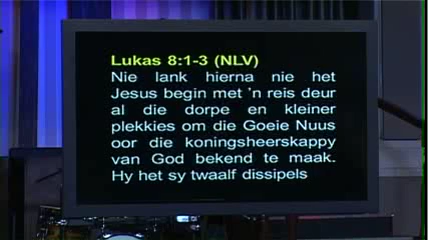 Lukas 8:1-3 (NLV)
Nie lank hierna nie het
Jesus begin met 'n reis deur
al die dorpe en kleiner
plekkies om die Goeie Nuus
oor die koningsheerskappy
van God bekend te maak.
Hy het sy twaalf dissipels